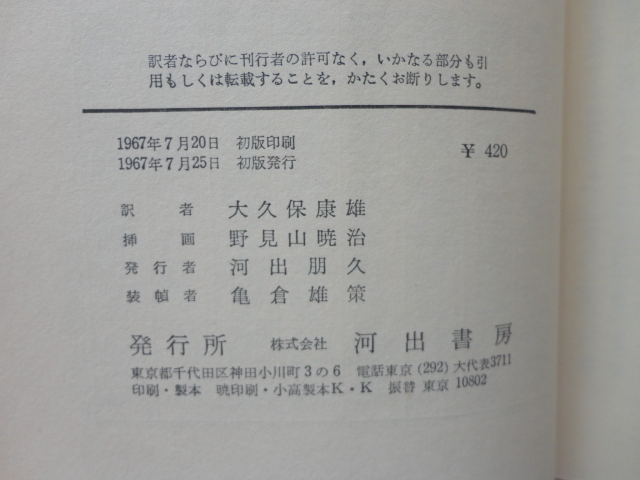 訳者ならびに刊行者の許可なく，いかなる部分も引
用もしくは転載することを，かたくお断りします。
1967年7月20日 初版印刷
1967年7月25日 初版発行
¥ 420
訳者 大久保康雄
挿画 野見山暁治
発行者 河出朋久
装幀者 亀倉雄策
発行所 株式会社 河出書房
東京都千代田区神田小川町3の6 電話東京(292)大代表3711
印刷・製本 暁印刷・小高製本K・K 振替 東京 10802